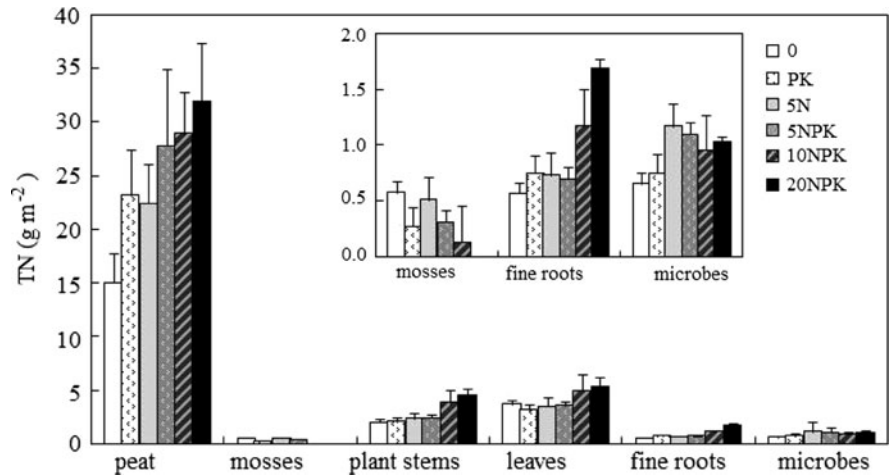 40
35
30
25
20
15
10
5
0
TN (g m⁻²)
2.0
1.5
1.0
0.5
0.0
mosses fine roots microbes
0
PK
5N
5NPK
10NPK
20NPK
peat mosses plant stems leaves fine roots microbes